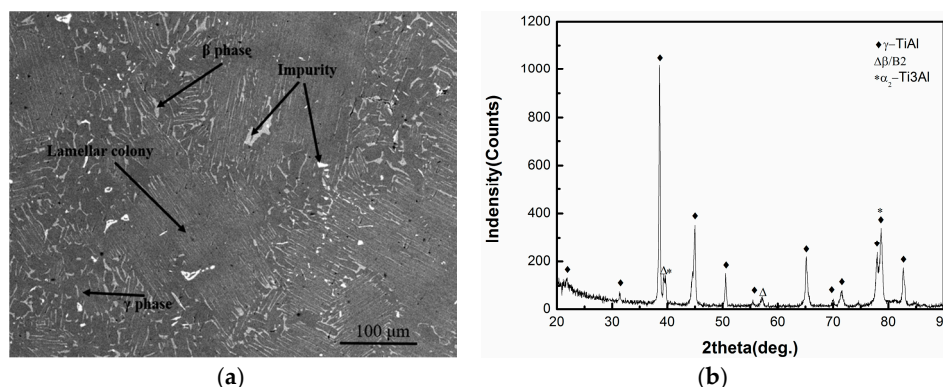 β phase
Impurity
Lamellar colony
γ phase
100 μm
(a)
1200
1000
800
600
400
200
0
20 30 40 50 60 70 80 90
Indensity(Counts)
2theta(deg.)
♦γ–TiAl
Δβ/B2
*α₂–Ti3Al
(b)